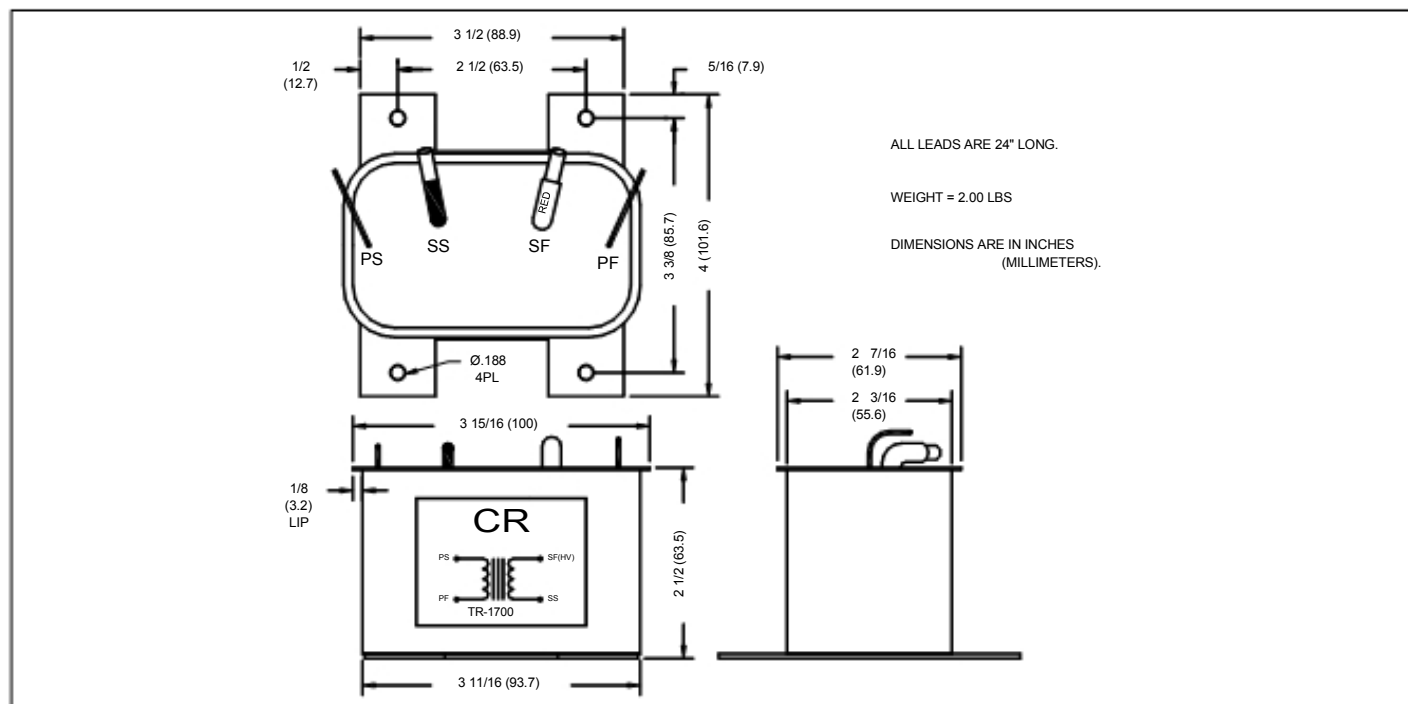 3 1/2 (88.9)
1/2
(12.7)
2 1/2 (63.5)
5/16 (7.9)
ALL LEADS ARE 24" LONG.
WEIGHT = 2.00 LBS
DIMENSIONS ARE IN INCHES
(MILLIMETERS).
RED
PS
SS
SF
PF
3 3/8 (85.7)
4 (101.6)
Ø.188
4PL
2 7/16
(61.9)
2 3/16
(55.6)
3 15/16 (100)
1/8
(3.2)
LIP
CR
PS
SF(HV)
PF
SS
TR-1700
2 1/2 (63.5)
3 11/16 (93.7)